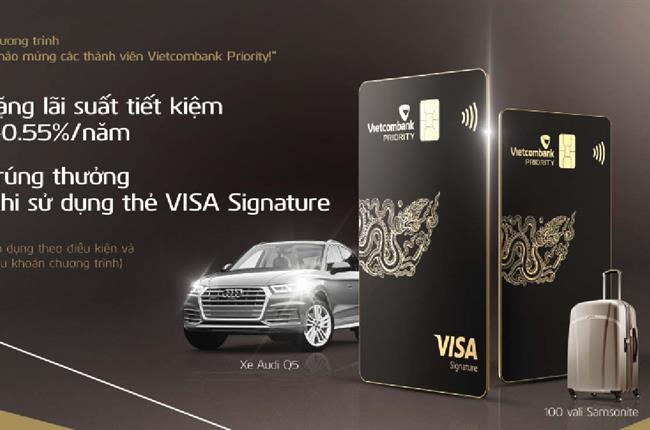 ương trình
ào mừng các thành viên Vietcombank Priority!"
ặng lãi suất tiết kiệm
0.55%/năm
rúng thưởng
hi sử dụng thẻ VISA Signature
dụng theo điều kiện và
u khoản chương trình)
Xe Audi Q5
Vietcombank
PRIORITY
VISA
Signature
Vietcombank
PRIORITY
100 vali Samsonite